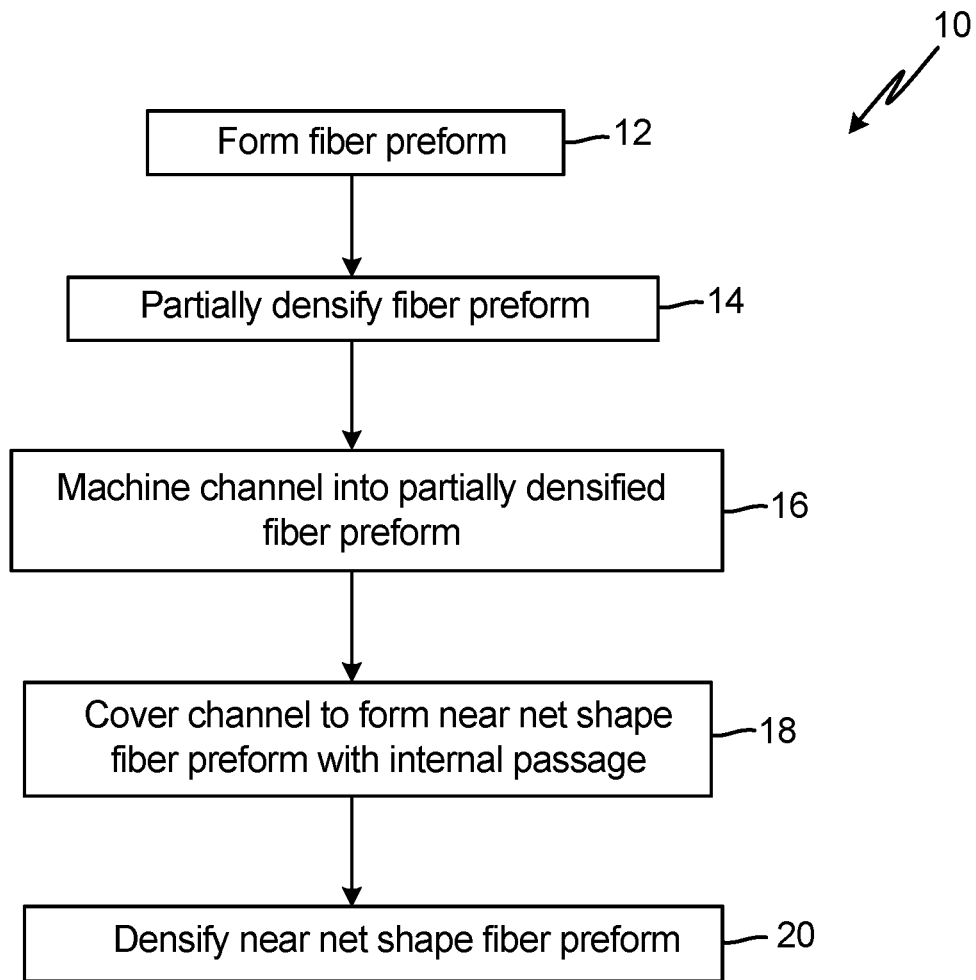 10
Form fiber preform
12
Partially densify fiber preform
14
Machine channel into partially densified
fiber preform
16
Cover channel to form near net shape
fiber preform with internal passage
18
Densify near net shape fiber preform
20